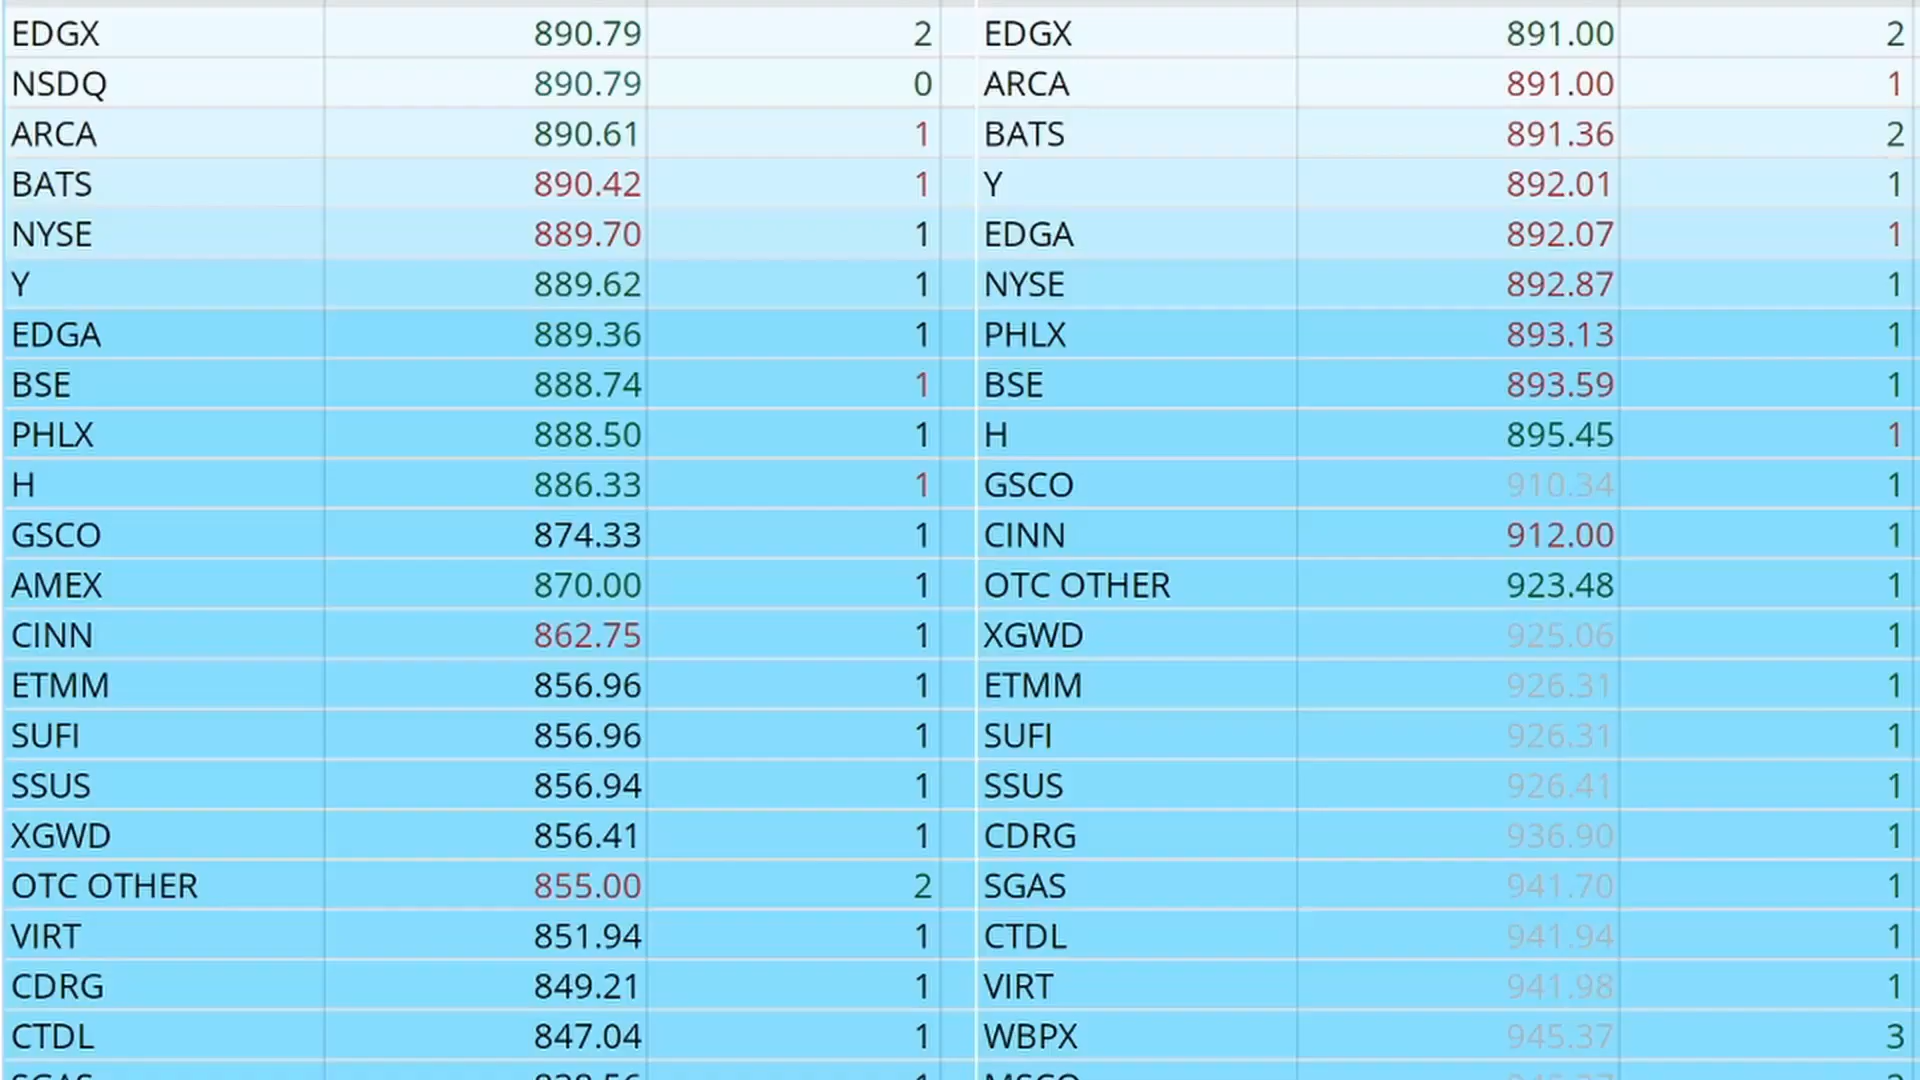 EDGX 890.79 2 EDGX 891.00 2
NSDQ 890.79 0 ARCA 891.00 1
ARCA 890.61 1 BATS 891.36 2
BATS 890.42 1 Y 892.01 1
NYSE 889.70 1 EDGA 892.07 1
Y 889.62 1 NYSE 892.87 1
EDGA 889.36 1 PHLX 893.13 1
BSE 888.74 1 BSE 893.59 1
PHLX 888.50 1 H 895.45 1
H 886.33 1 GSCO 910.34 1
GSCO 874.33 1 CINN 912.00 1
AMEX 870.00 1 OTC OTHER 923.48 1
CINN 862.75 1 XGWD 925.06 1
ETMM 856.96 1 ETMM 926.31 1
SUFI 856.96 1 SUFI 926.31 1
SSUS 856.94 1 SSUS 926.41 1
XGWD 856.41 1 CDRG 936.90 1
OTC OTHER 855.00 2 SGAS 941.70 1
VIRT 851.94 1 CTDL 941.94 1
CDRG 849.21 1 VIRT 941.98 1
CTDL 847.04 1 WBPX 945.37 3